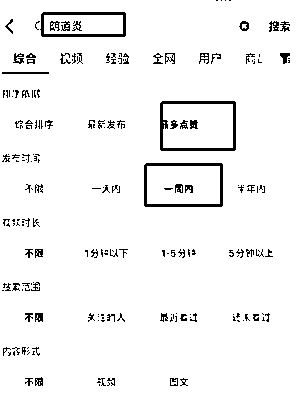 鹊道炎 搜索
综合 视频 经验 全网 用户
排序依据
综合排序 最新发布 最多点赞
发布时间
不限 一天内 一周内 半年内
视频时长
不限 1分钟以下 1-5分钟 5分钟以上
搜索范围
不限 关注的人 最近看过 还未看过
内容形式
不限 视频 图文